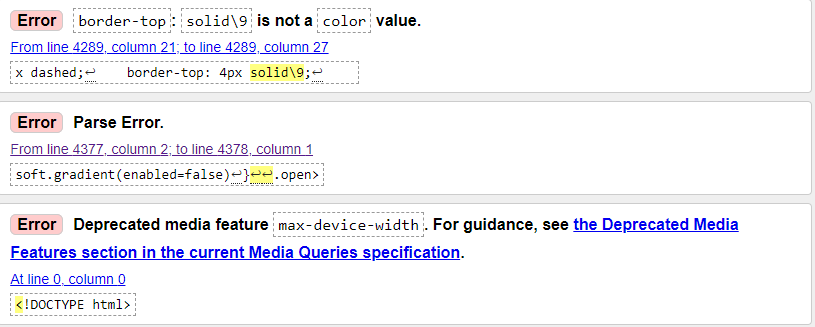 Error border-top: solid\9 is not a color value.
From line 4289, column 21; to line 4289, column 27
x dashed;↩    border-top: 4px solid\9;↩
Error Parse Error.
From line 4377, column 2; to line 4378, column 1
soft.gradient(enabled=false)↩}↩↩.open>
Error Deprecated media feature max-device-width. For guidance, see the Deprecated Media
Features section in the current Media Queries specification.
At line 0, column 0
<!DOCTYPE html>